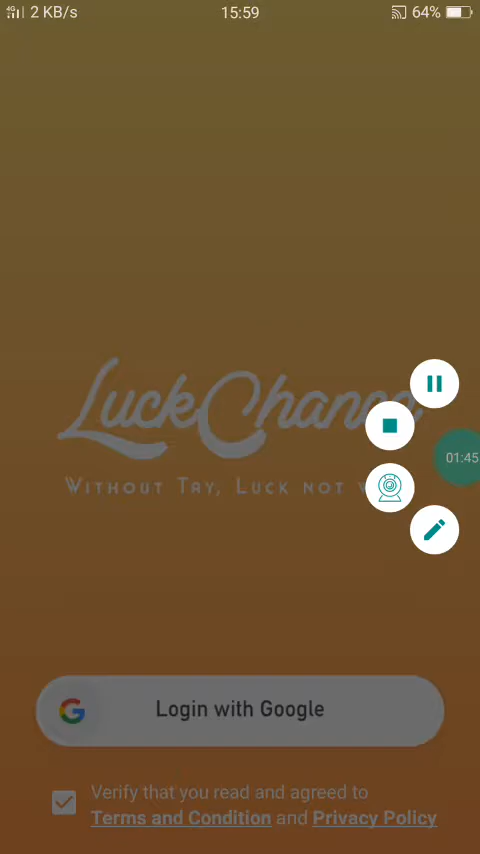 4G 2 KB/s 15:59 64%
LuckChance
WITHOUT TRY, LUCK NOT
01:45
Login with Google
Verify that you read and agreed to
Terms and Condition and Privacy Policy